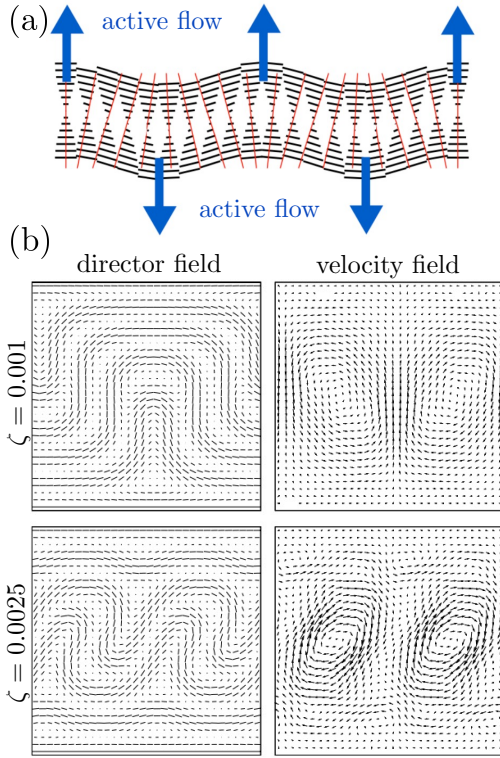 (a)
active flow
active flow
(b)
director field
velocity field
ζ = 0.001
ζ = 0.0025